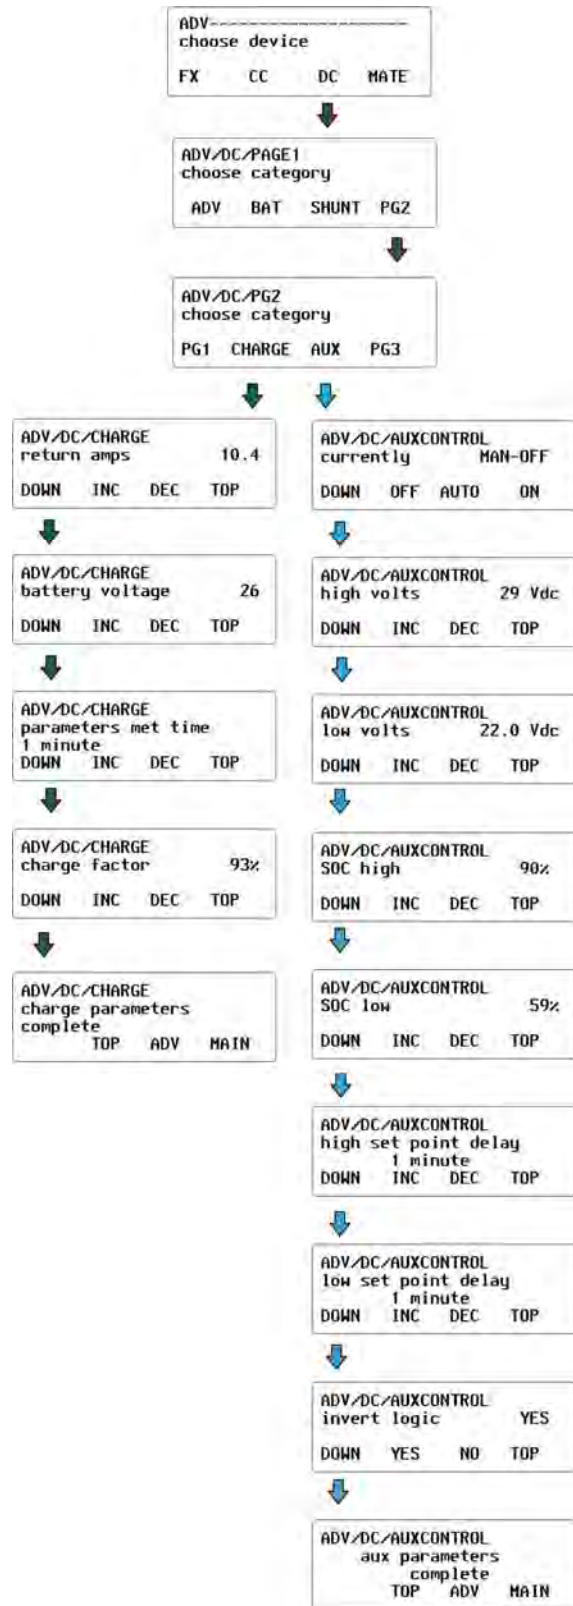 ADV----------------------
choose device
FX CC DC MATE
ADV/DC/PAGE1
choose category
ADV BAT SHUNT PG2
ADV/DC/PG2
choose category
PG1 CHARGE AUX PG3
ADV/DC/CHARGE
return amps 10.4
DOWN INC DEC TOP
ADV/DC/CHARGE
battery voltage 26
DOWN INC DEC TOP
ADV/DC/CHARGE
parameters met time
1 minute
DOWN INC DEC TOP
ADV/DC/CHARGE
charge factor 93%
DOWN INC DEC TOP
ADV/DC/CHARGE
charge parameters
complete
TOP ADV MAIN
ADV/DC/AUXCONTROL
currently MAN-OFF
DOWN OFF AUTO ON
ADV/DC/AUXCONTROL
high volts 29 Vdc
DOWN INC DEC TOP
ADV/DC/AUXCONTROL
low volts 22.0 Vdc
DOWN INC DEC TOP
ADV/DC/AUXCONTROL
SOC high 90%
DOWN INC DEC TOP
ADV/DC/AUXCONTROL
SOC low 59%
DOWN INC DEC TOP
ADV/DC/AUXCONTROL
high set point delay
1 minute
DOWN INC DEC TOP
ADV/DC/AUXCONTROL
low set point delay
1 minute
DOWN INC DEC TOP
ADV/DC/AUXCONTROL
invert logic YES
DOWN YES NO TOP
ADV/DC/AUXCONTROL
aux parameters
complete
TOP ADV MAIN